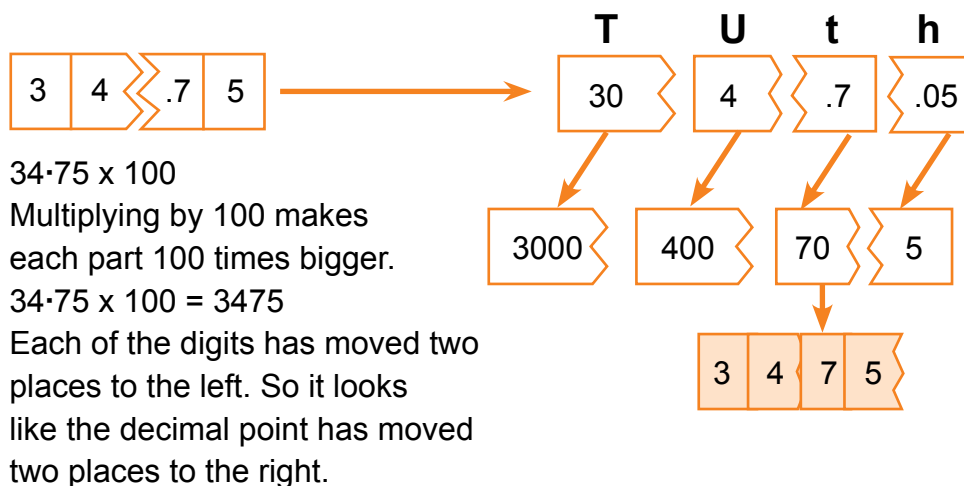 T U t h
3 4 .7 5
30 4 .7 .05
34·75 x 100
Multiplying by 100 makes
each part 100 times bigger.
34·75 x 100 = 3475
Each of the digits has moved two
places to the left. So it looks
like the decimal point has moved
two places to the right.
3000 400 70 5
3 4 7 5